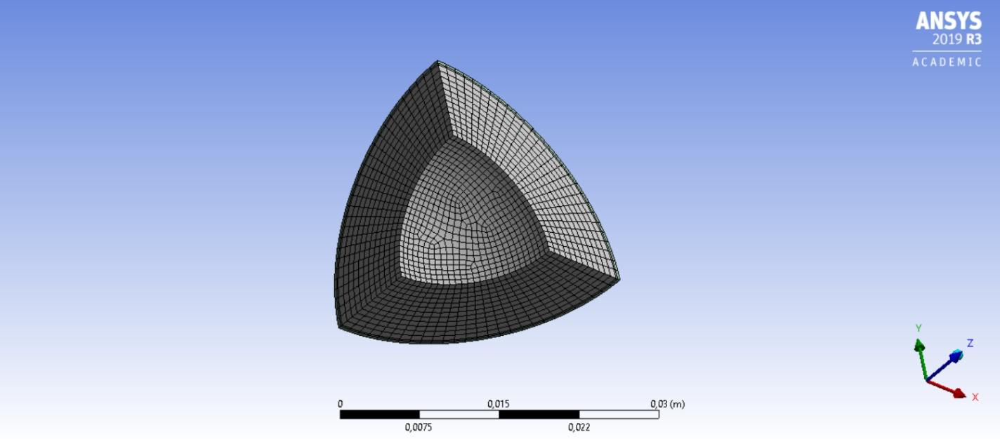 ANSYS
2019 R3
ACADEMIC
Y
Z
X
0 0,015 0,03 (m)
0,0075 0,022